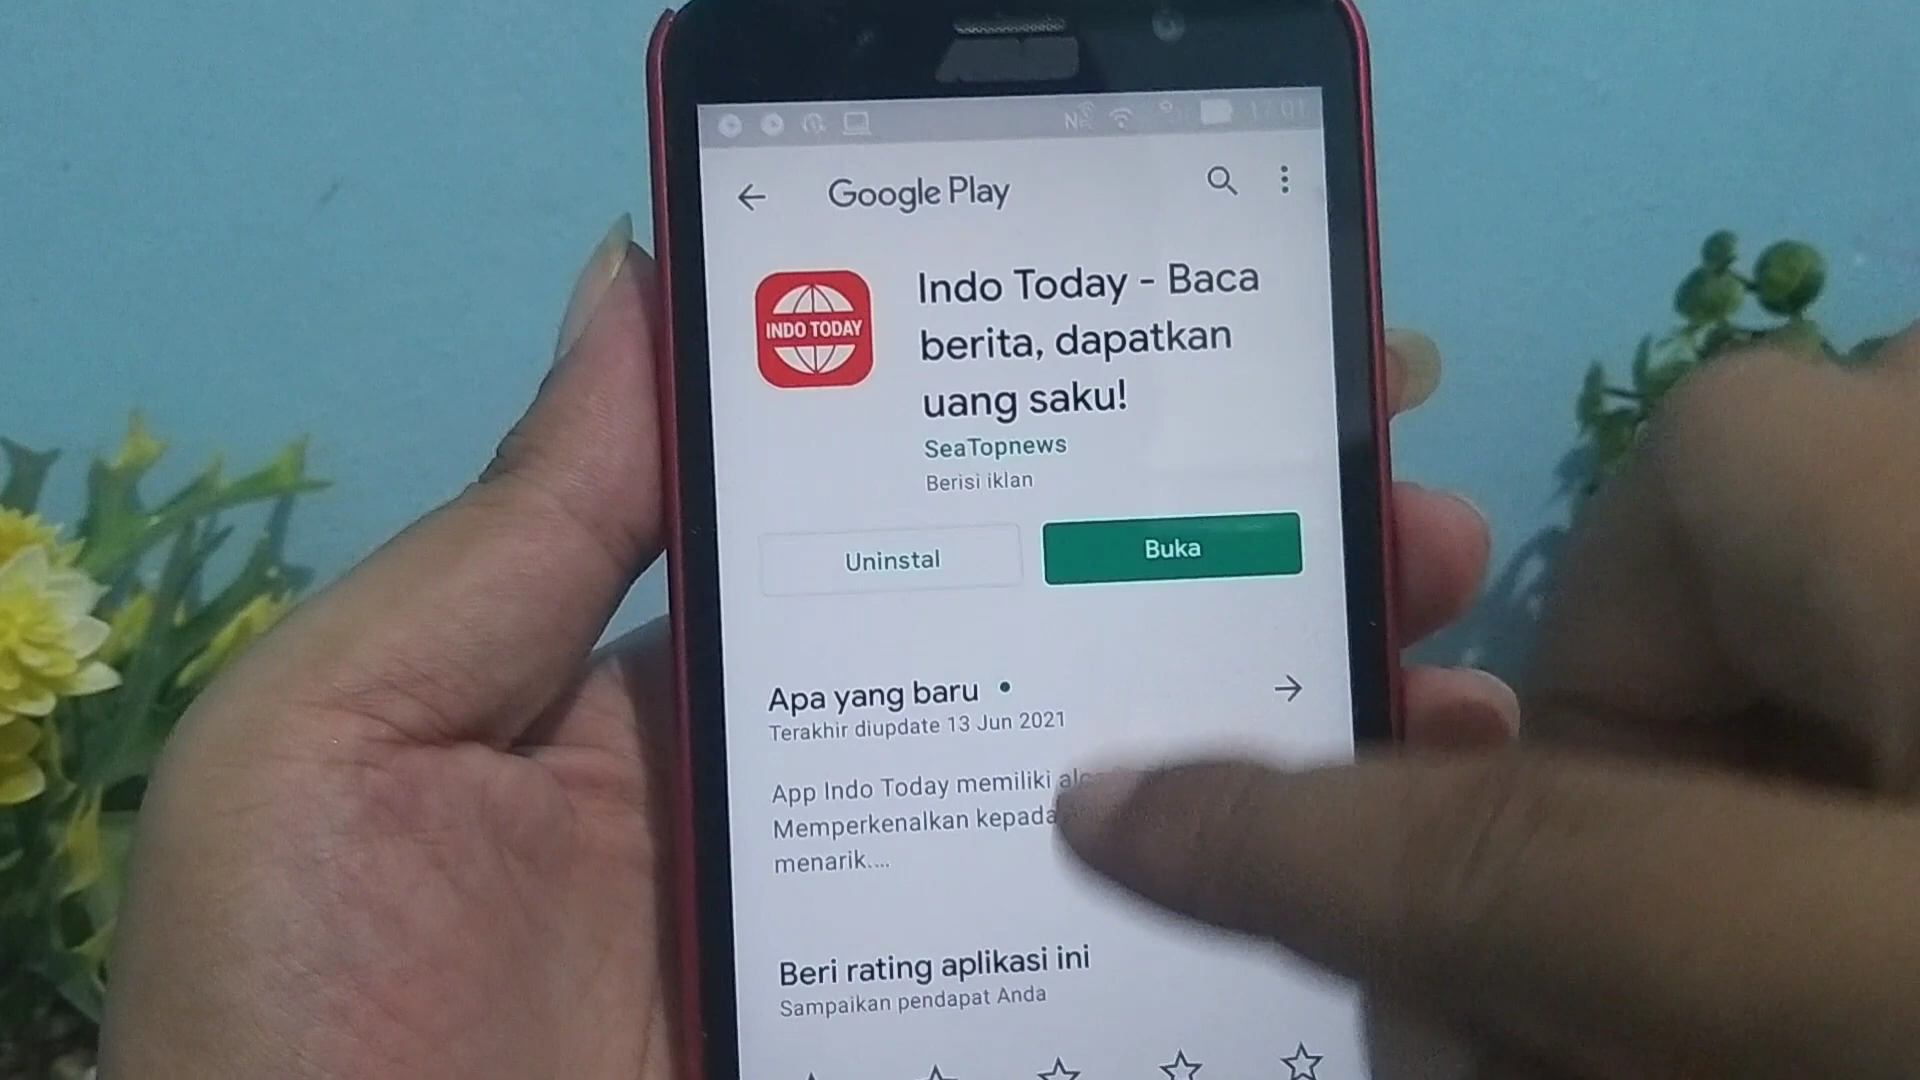 17.01
Google Play
INDO TODAY
Indo Today - Baca
berita, dapatkan
uang saku!
SeaTopnews
Berisi iklan
Uninstal
Buka
Apa yang baru •
Terakhir diupdate 13 Jun 2021
App Indo Today memiliki
Memperkenalkan kepada
menarik....
Beri rating aplikasi ini
Sampaikan pendapat Anda